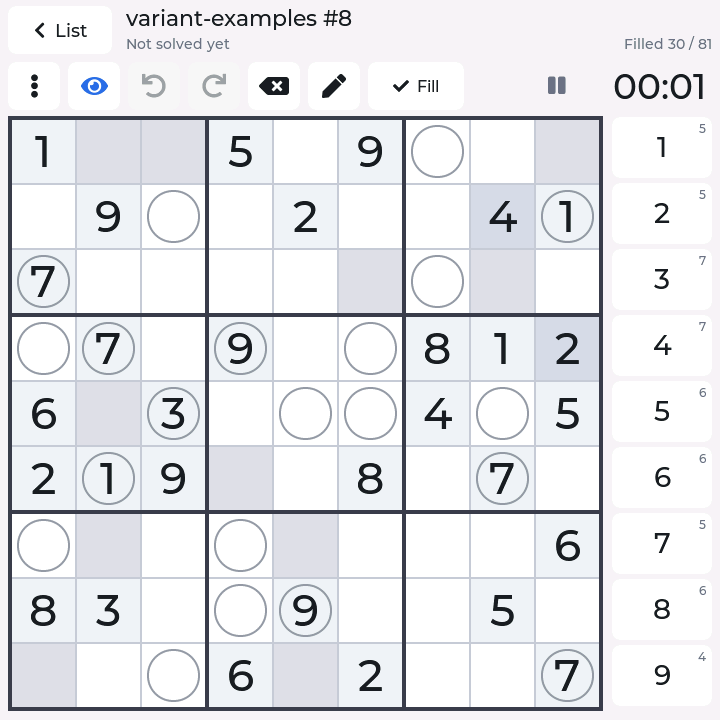 List
variant-examples #8
Not solved yet
Filled 30 / 81
Fill
00:01
1 5 9
9 2 4 1
7
7 9 8 1 2
6 3 4 5
2 1 9 8 7
6
8 3 9 5
6 2 7
1 5
2 5
3 7
4 7
5 6
6 6
7 5
8 6
9 4